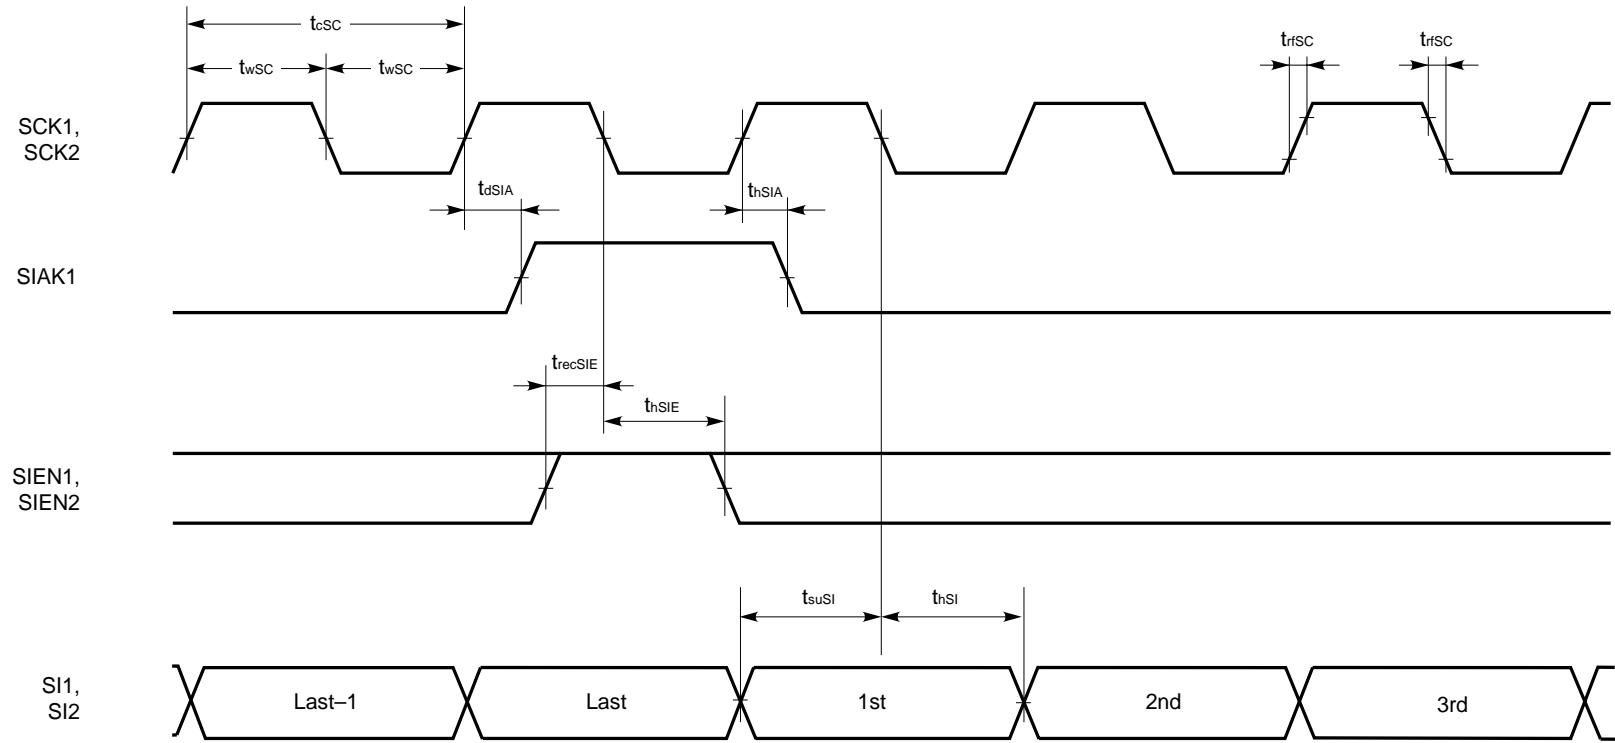 tcSC
twSC twSC
trfSC trfSC
SCK1,
SCK2
tdSIA thSIA
SIAK1
trecSIE
thSIE
SIEN1,
SIEN2
tsuSI thSI
SI1,
SI2
Last–1 Last 1st 2nd 3rd